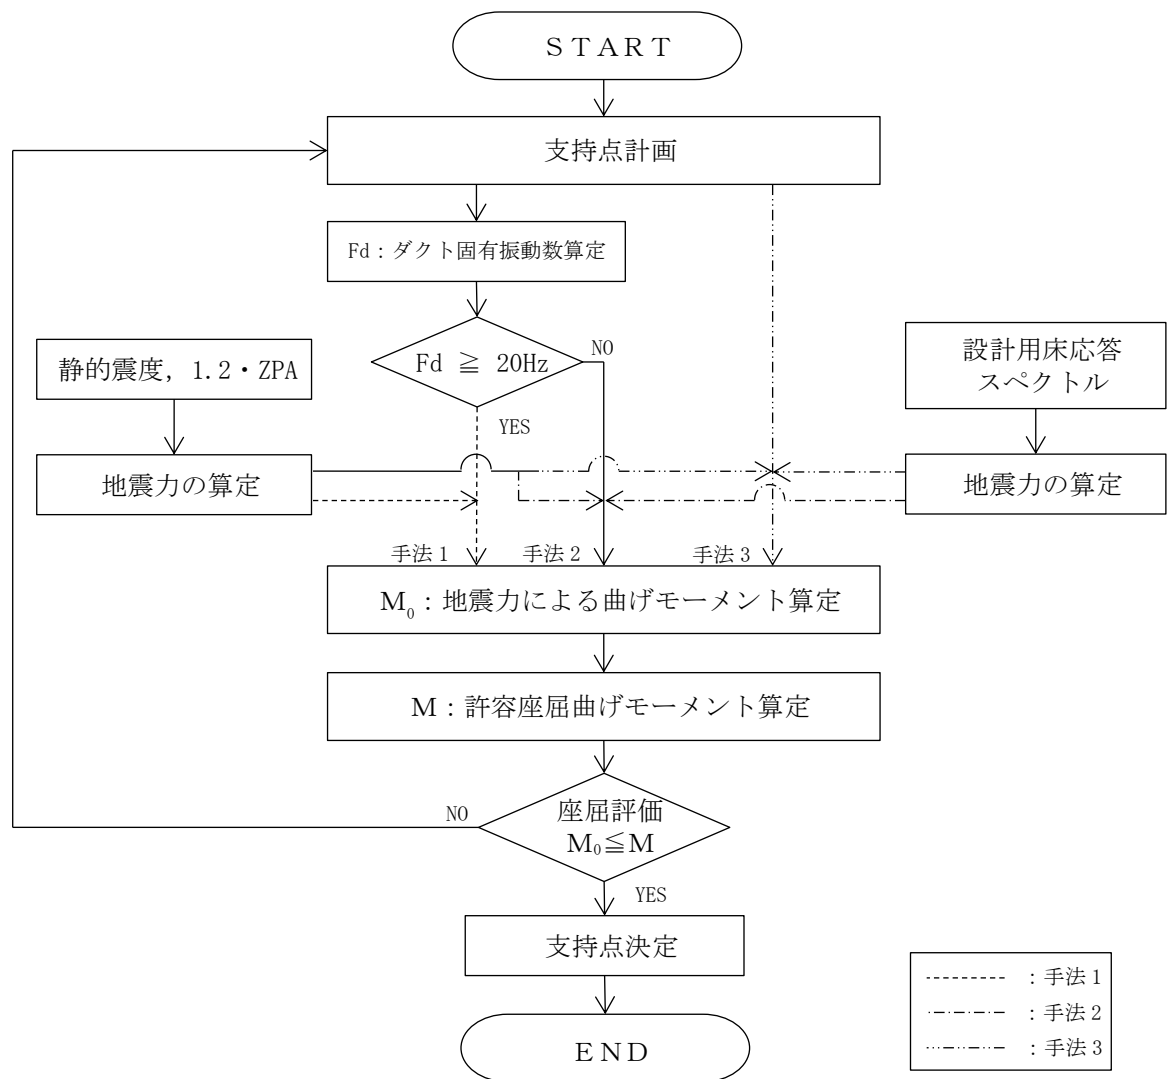 START
支持点計画
Fd：ダクト固有振動数算定
Fd ≧ 20Hz
NO
YES
静的震度，1.2・ZPA
地震力の算定
設計用床応答
スペクトル
地震力の算定
手法1
手法2
手法3
M₀：地震力による曲げモーメント算定
M：許容座屈曲げモーメント算定
座屈評価
M₀≦M
NO
YES
支持点決定
END
：手法1
：手法2
：手法3